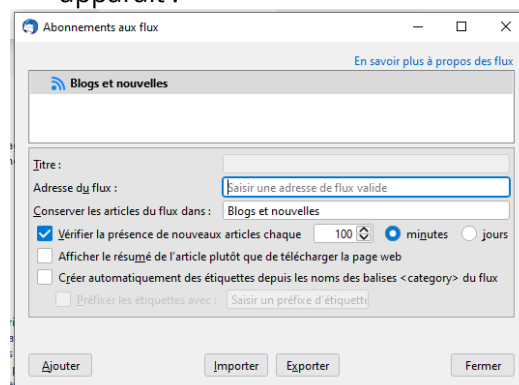 apparaît :
Abonnements aux flux
En savoir plus à propos des flux
Blogs et nouvelles
Titre :
Adresse du flux : Saisir une adresse de flux valide
Conserver les articles du flux dans : Blogs et nouvelles
Vérifier la présence de nouveaux articles chaque 100 minutes jours
Afficher le résumé de l'article plutôt que de télécharger la page web
Créer automatiquement des étiquettes depuis les noms des balises <category> du flux
Préfixer les étiquettes avec : Saisir un préfixe d'étiquette
Ajouter Importer Exporter Fermer